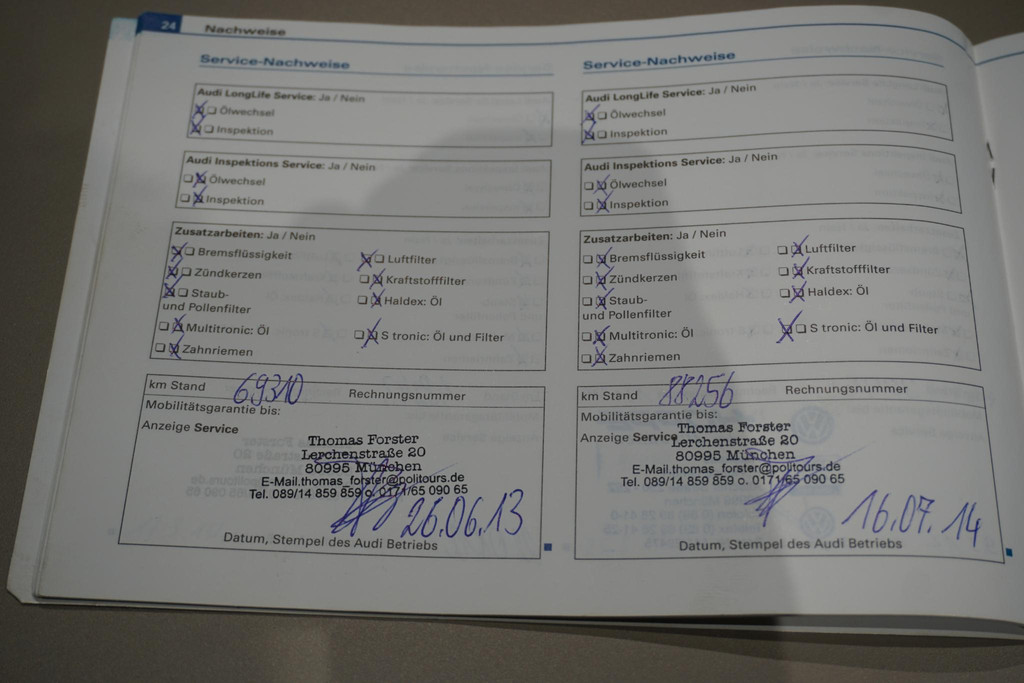 24 Nachweise
Service-Nachweise
Audi LongLife Service: Ja / Nein
Ölwechsel
Inspektion
Audi Inspektions Service: Ja / Nein
Ölwechsel
Inspektion
Zusatzarbeiten: Ja / Nein
Bremsflüssigkeit
Luftfilter
Zündkerzen
Kraftstofffilter
Staub-
und Pollenfilter
Haldex: Öl
Multitronic: Öl
S tronic: Öl und Filter
Zahnriemen
km Stand 69310 Rechnungsnummer
Mobilitätsgarantie bis:
Anzeige Service
Thomas Forster
Lerchenstraße 20
80995 München
E-Mail.thomas_forster@politours.de
Tel. 089/14 859 859 o. 0171/65 090 65
26.06.13
Datum, Stempel des Audi Betriebs
Service-Nachweise
Audi LongLife Service: Ja / Nein
Ölwechsel
Inspektion
Audi Inspektions Service: Ja / Nein
Ölwechsel
Inspektion
Zusatzarbeiten: Ja / Nein
Bremsflüssigkeit
Luftfilter
Zündkerzen
Kraftstofffilter
Staub-
und Pollenfilter
Haldex: Öl
Multitronic: Öl
S tronic: Öl und Filter
Zahnriemen
km Stand 88256 Rechnungsnummer
Mobilitätsgarantie bis:
Anzeige Service
Thomas Forster
Lerchenstraße 20
80995 München
E-Mail.thomas_forster@politours.de
Tel. 089/14 859 859 o. 0171/65 090 65
16.07.14
Datum, Stempel des Audi Betriebs